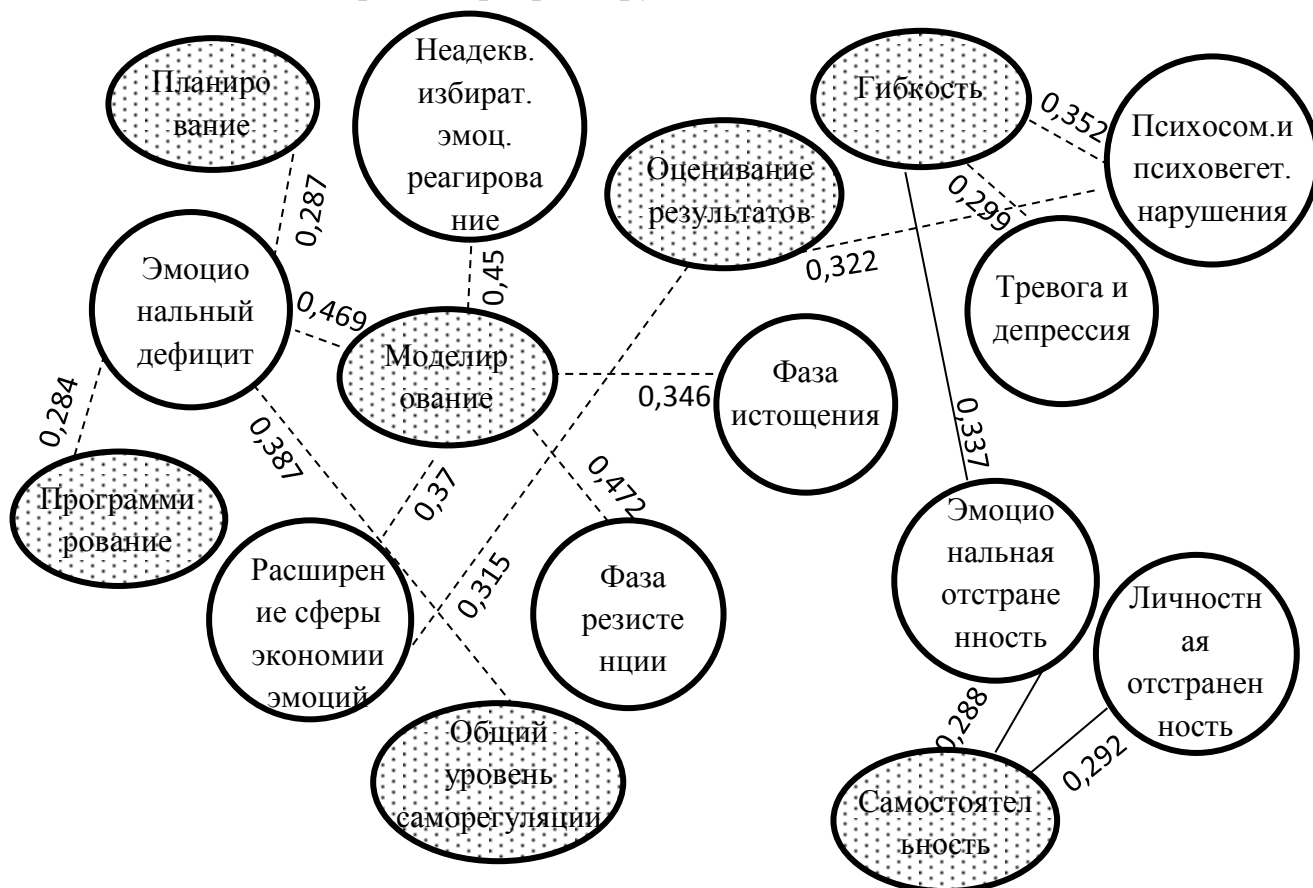 Планиро
вание
Неадекв.
избират.
эмоц.
реагирова
ние
Гибкость
0,352
Психосом.и
психовегет.
нарушения
Оценивание
результатов
0,299
0,287
0,322
Эмоцио
нальный
дефицит
0,45
0,469
Тревога и
депрессия
Моделир
ование
0,346
Фаза
истощения
0,284
0,387
0,337
0,37
0,472
Программи
рование
Эмоцио
нальная
отстране
нность
Расширен
ие сферы
экономии
эмоций
0,315
Фаза
резисте
нции
Личностн
ая
отстранен
ность
0,288
0,292
Общий
уровень
саморегуляции
Самостоятел
ьность